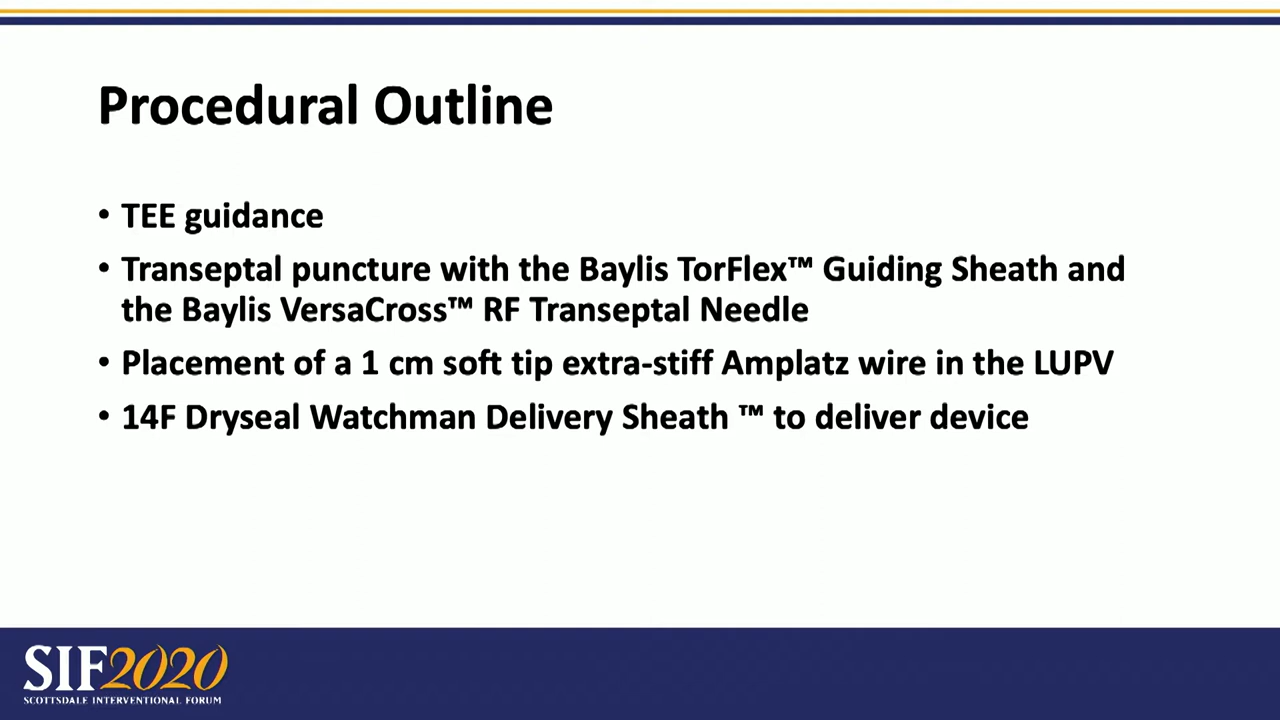 Procedural Outline
• TEE guidance
• Transeptal puncture with the Baylis TorFlex™ Guiding Sheath and
the Baylis VersaCross™ RF Transeptal Needle
• Placement of a 1 cm soft tip extra-stiff Amplatz wire in the LUPV
• 14F Dryseal Watchman Delivery Sheath ™ to deliver device
SIF2020
SCOTTSDALE INTERVENTIONAL FORUM